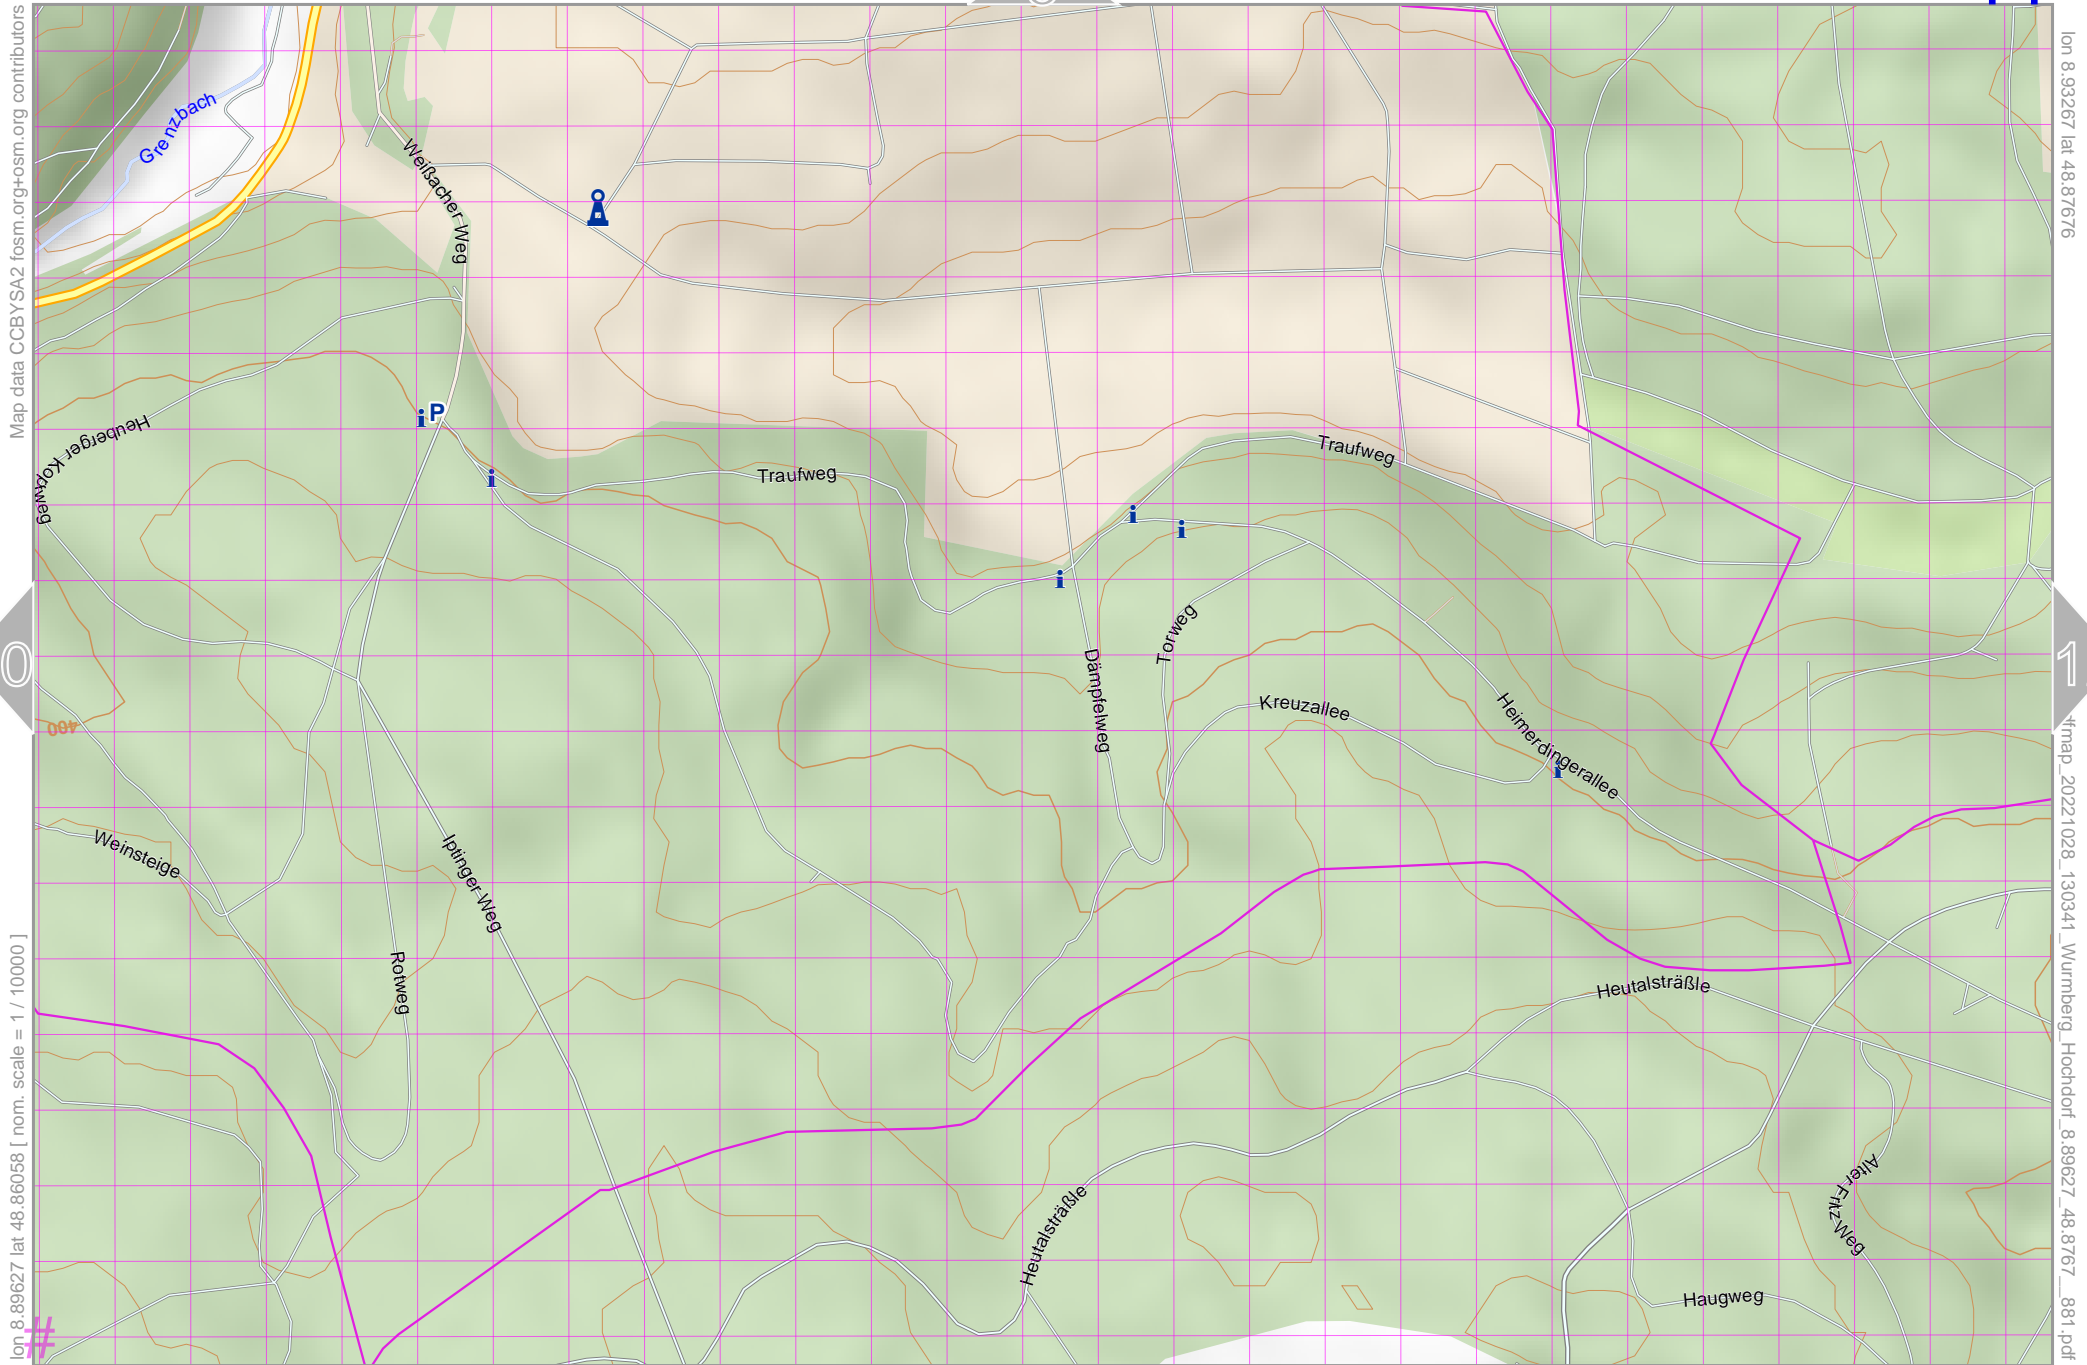 Map data CCBYSA2 fosm.org+osm.org contributors
lon 8.93267 lat 48.87676
Grenzbach
Weißacher Weg
P
i
i
Heuberger Kopfweg
Traufweg
Traufweg
i
i
i
Torweg
Dämpfelweg
Kreuzallee
Heimerdingerallee
i
0
1
400
Weinsteige
Iptinger Weg
Rotweg
Heutalsträßle
Heutalsträßle
Alter Fritz-Weg
Haugweg
#
lon 8.89627 lat 48.86058 [ nom. scale = 1 / 10000 ]
ffmap_20221028_130341_Wurmberg_Hochdorf_8.89627_48.8767__881.pdf